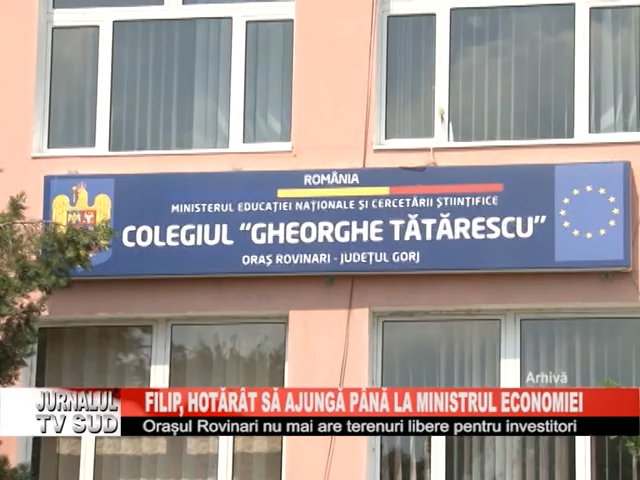 ROMÂNIA
MINISTERUL EDUCAȚIEI NAȚIONALE ȘI CERCETĂRII ȘTIINȚIFICE
COLEGIUL "GHEORGHE TĂTĂRESCU"
ORAȘ ROVINARI - JUDEȚUL GORJ
Arhivă
JURNALUL
TV SUD
FILIP, HOTĂRÂT SĂ AJUNGĂ PÂNĂ LA MINISTRUL ECONOMIEI
Orașul Rovinari nu mai are terenuri libere pentru investitori